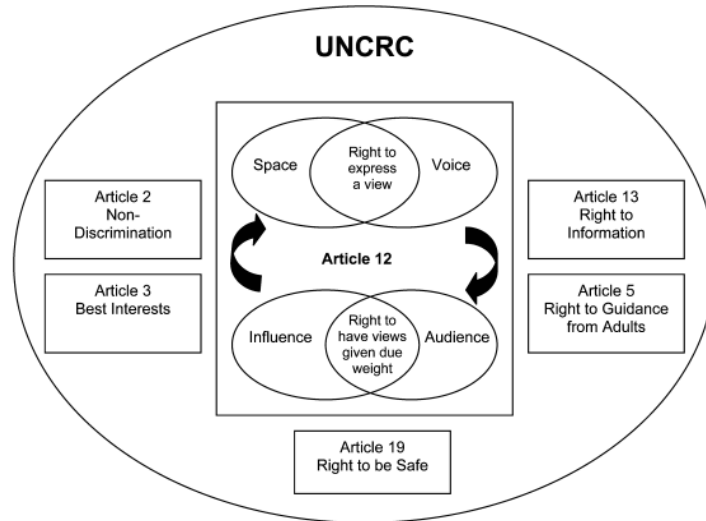 UNCRC
Space
Right to
express
a view
Voice
Article 2
Non-
Discrimination
Article 13
Right to
Information
Article 12
Article 3
Best Interests
Article 5
Right to Guidance
from Adults
Influence
Right to
have views
given due
weight
Audience
Article 19
Right to be Safe